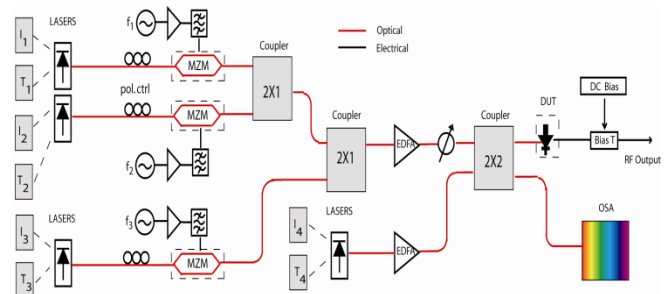 LASERS
f1
I1
T1
MZM
Coupler
2X1
Optical
Electrical
pol.ctrl
I2
T2
MZM
f2
Coupler
2X1
EDFA
Coupler
2X2
DUT
DC Bias
Bias T
RF Output
LASERS
f3
I3
T3
MZM
LASERS
I4
T4
EDFA
OSA